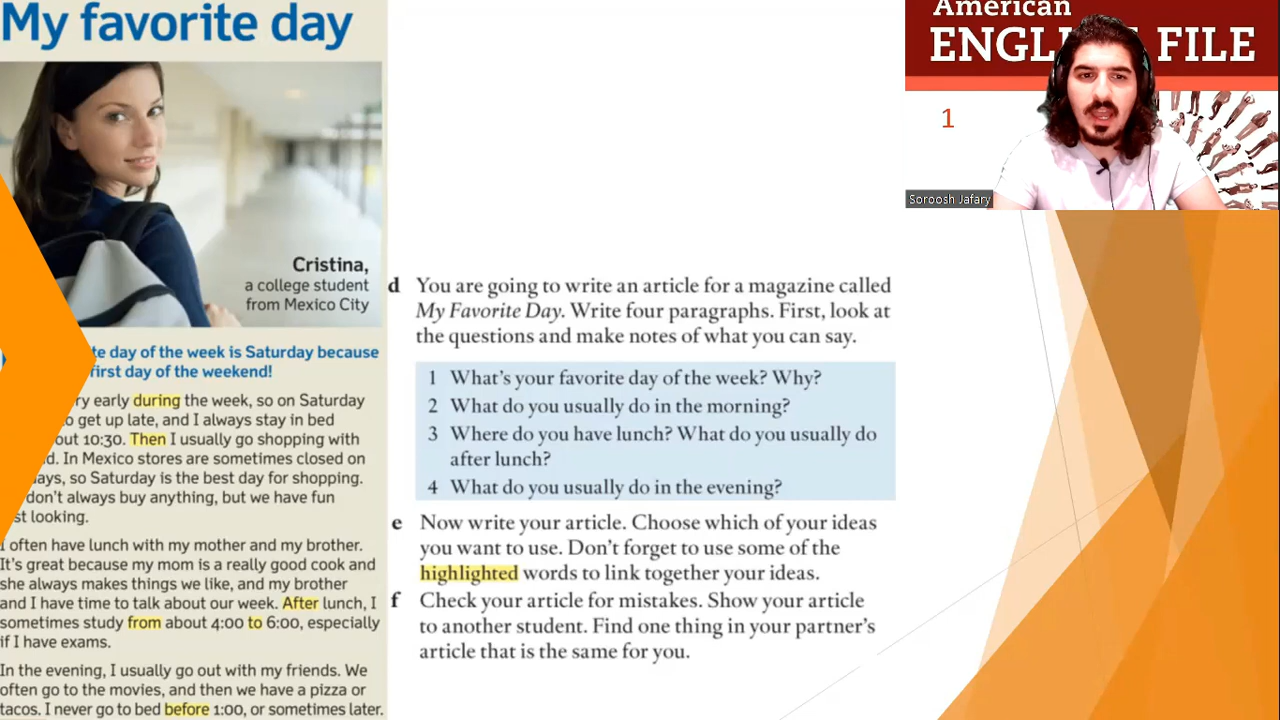 My favorite day
Cristina,
a college student
from Mexico City
day of the week is Saturday because
first day of the weekend!
early during the week, so on Saturday
get up late, and I always stay in bed
10:30. Then I usually go shopping with
In Mexico stores are sometimes closed on
so Saturday is the best day for shopping.
don't always buy anything, but we have fun
looking.
I often have lunch with my mother and my brother.
It's great because my mom is a really good cook and
she always makes things we like, and my brother
and I have time to talk about our week. After lunch, I
sometimes study from about 4:00 to 6:00, especially
if I have exams.
In the evening, I usually go out with my friends. We
often go to the movies, and then we have a pizza or
tacos. I never go to bed before 1:00, or sometimes later.
d You are going to write an article for a magazine called
My Favorite Day. Write four paragraphs. First, look at
the questions and make notes of what you can say.
1 What's your favorite day of the week? Why?
2 What do you usually do in the morning?
3 Where do you have lunch? What do you usually do
after lunch?
4 What do you usually do in the evening?
e Now write your article. Choose which of your ideas
you want to use. Don't forget to use some of the
highlighted words to link together your ideas.
f Check your article for mistakes. Show your article
to another student. Find one thing in your partner's
article that is the same for you.
American
FILE
1
Soroosh Jafary